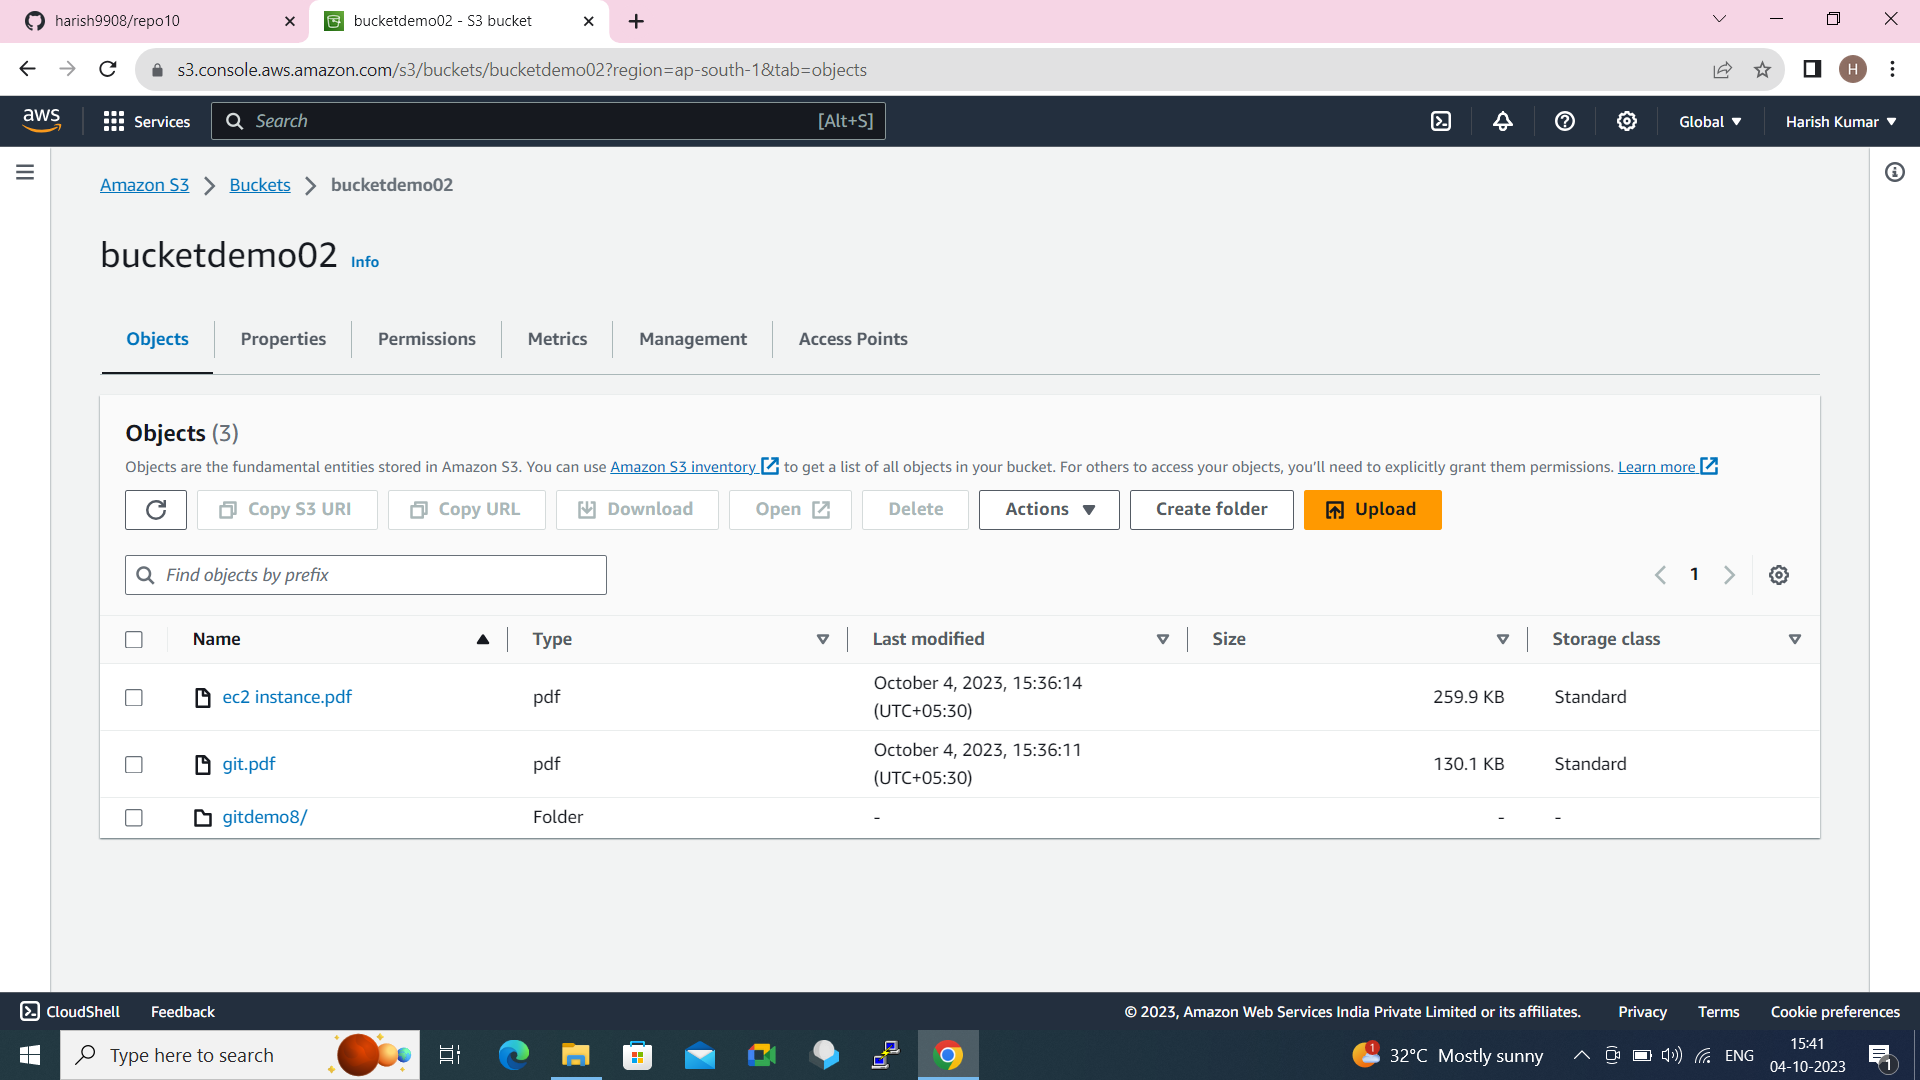 harish9908/repo10
bucketdemo02 - S3 bucket
s3.console.aws.amazon.com/s3/buckets/bucketdemo02?region=ap-south-1&tab=objects
H
aws
Services
Search
[Alt+S]
Global
Harish Kumar
Amazon S3
Buckets
bucketdemo02
bucketdemo02 Info
Objects
Properties
Permissions
Metrics
Management
Access Points
Objects (3)
Objects are the fundamental entities stored in Amazon S3. You can use Amazon S3 inventory to get a list of all objects in your bucket. For others to access your objects, you’ll need to explicitly grant them permissions. Learn more
Copy S3 URI
Copy URL
Download
Open
Delete
Actions
Create folder
Upload
Find objects by prefix
1
Name
Type
Last modified
Size
Storage class
ec2 instance.pdf
pdf
October 4, 2023, 15:36:14
(UTC+05:30)
259.9 KB
Standard
git.pdf
pdf
October 4, 2023, 15:36:11
(UTC+05:30)
130.1 KB
Standard
gitdemo8/
Folder
-
-
-
CloudShell
Feedback
© 2023, Amazon Web Services India Private Limited or its affiliates.
Privacy
Terms
Cookie preferences
Type here to search
1
32°C Mostly sunny
ENG
15:41
04-10-2023
1